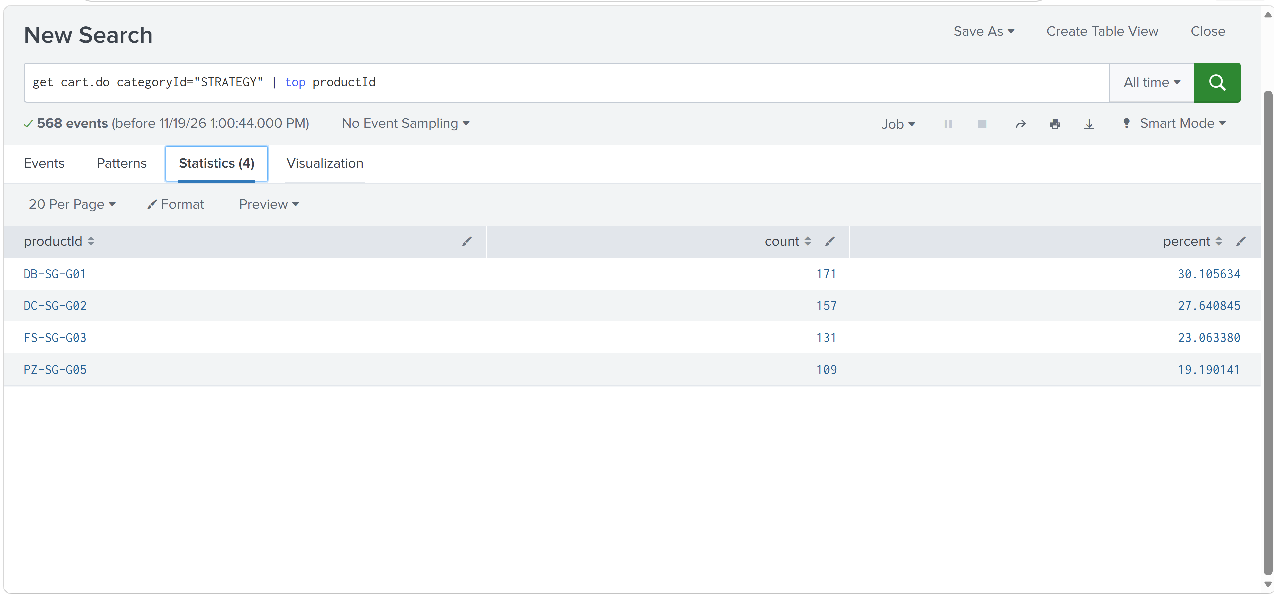 New Search
Save As
Create Table View
Close
get cart.do categoryId="STRATEGY" | top productId
All time
568 events (before 11/19/26 1:00:44.000 PM)
No Event Sampling
Job
Smart Mode
Events
Patterns
Statistics (4)
Visualization
20 Per Page
Format
Preview
productId count percent
DB-SG-G01 171 30.105634
DC-SG-G02 157 27.640845
FS-SG-G03 131 23.063380
PZ-SG-G05 109 19.190141